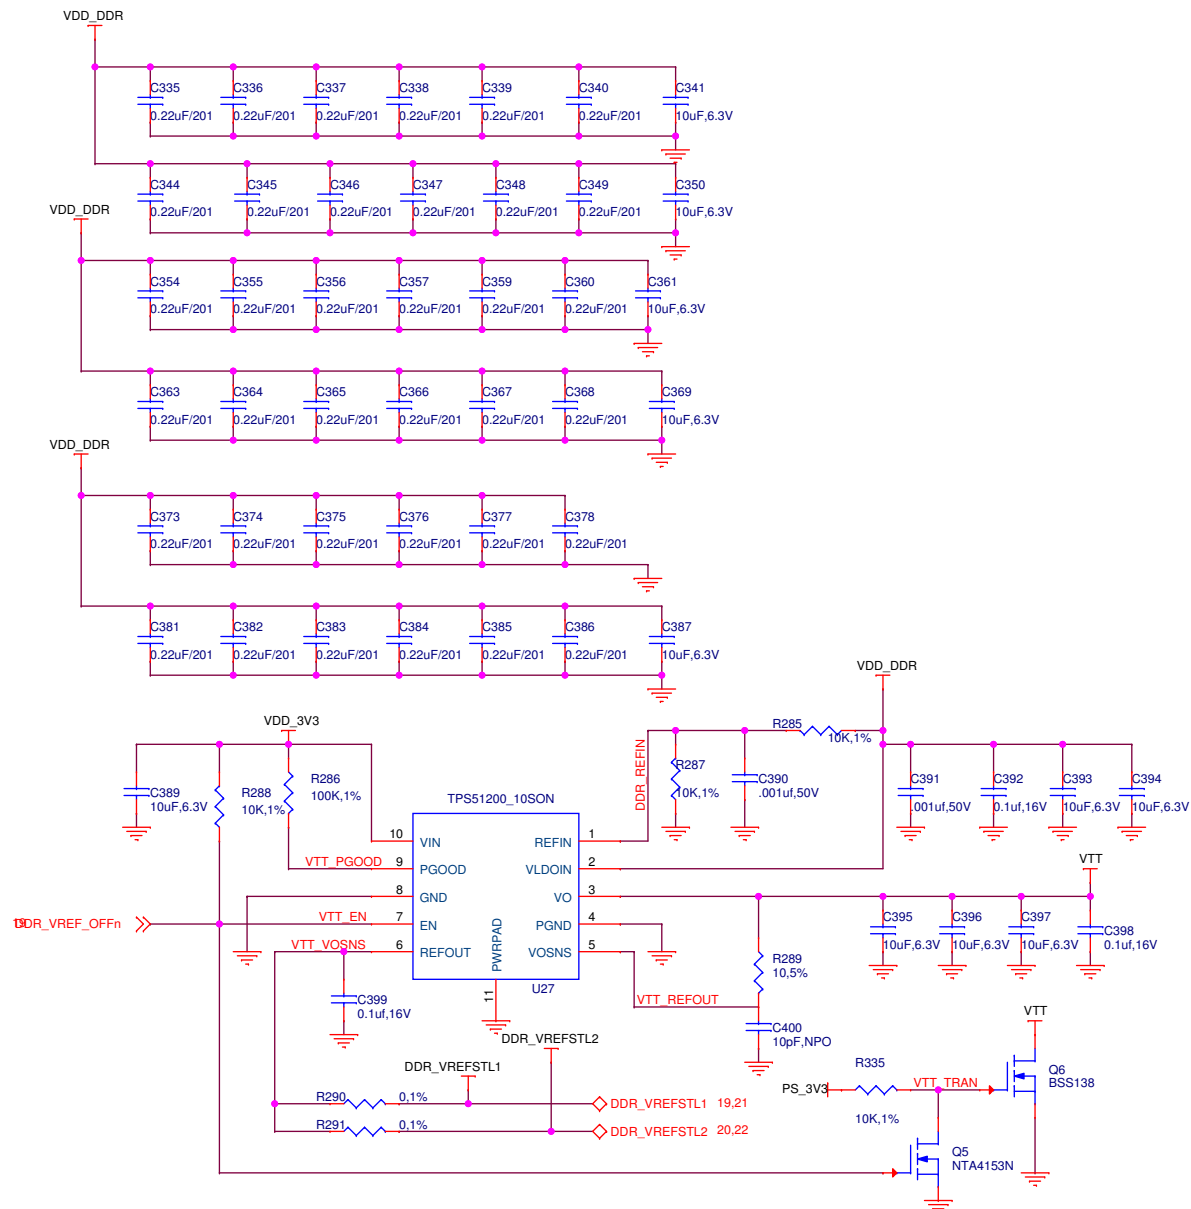 VDD_DDR
C335 C336 C337 C338 C339 C340 C341
0.22uF/201 0.22uF/201 0.22uF/201 0.22uF/201 0.22uF/201 0.22uF/201 10uF,6.3V
C344 C345 C346 C347 C348 C349 C350
VDD_DDR
0.22uF/201 0.22uF/201 0.22uF/201 0.22uF/201 0.22uF/201 0.22uF/201 10uF,6.3V
C354 C355 C356 C357 C359 C360 C361
0.22uF/201 0.22uF/201 0.22uF/201 0.22uF/201 0.22uF/201 0.22uF/201 10uF,6.3V
C363 C364 C365 C366 C367 C368 C369
0.22uF/201 0.22uF/201 0.22uF/201 0.22uF/201 0.22uF/201 0.22uF/201 10uF,6.3V
VDD_DDR
C373 C374 C375 C376 C377 C378
0.22uF/201 0.22uF/201 0.22uF/201 0.22uF/201 0.22uF/201 0.22uF/201
C381 C382 C383 C384 C385 C386 C387
0.22uF/201 0.22uF/201 0.22uF/201 0.22uF/201 0.22uF/201 0.22uF/201 10uF,6.3V
VDD_DDR
VDD_3V3
R285
10K,1%
DDR_REFIN
R287
10K,1%
C390
.001uf,50V
C391
.001uf,50V
C392
0.1uf,16V
C393
10uF,6.3V
C394
10uF,6.3V
C389
10uF,6.3V
R288
10K,1%
R286
100K,1%
TPS51200_10SON
10 VIN REFIN 1
VTT_PGOOD 9 PGOOD VLDOIN 2
8 GND VO 3
VTT_EN 7 EN PGND 4
VTT_VOSNS 6 REFOUT VOSNS 5
PWRPAD
11
U27
19 DDR_VREF_OFFn
VTT
C395
10uF,6.3V
C396
10uF,6.3V
C397
10uF,6.3V
C398
0.1uf,16V
R289
10,5%
VTT_REFOUT
C400
10pF,NPO
C399
0.1uf,16V
DDR_VREFSTL2
DDR_VREFSTL1
R290 0,1% DDR_VREFSTL1 19,21
R291 0,1% DDR_VREFSTL2 20,22
VTT
R335
PS_3V3
10K,1%
VTT_TRAN
Q6
BSS138
Q5
NTA4153N